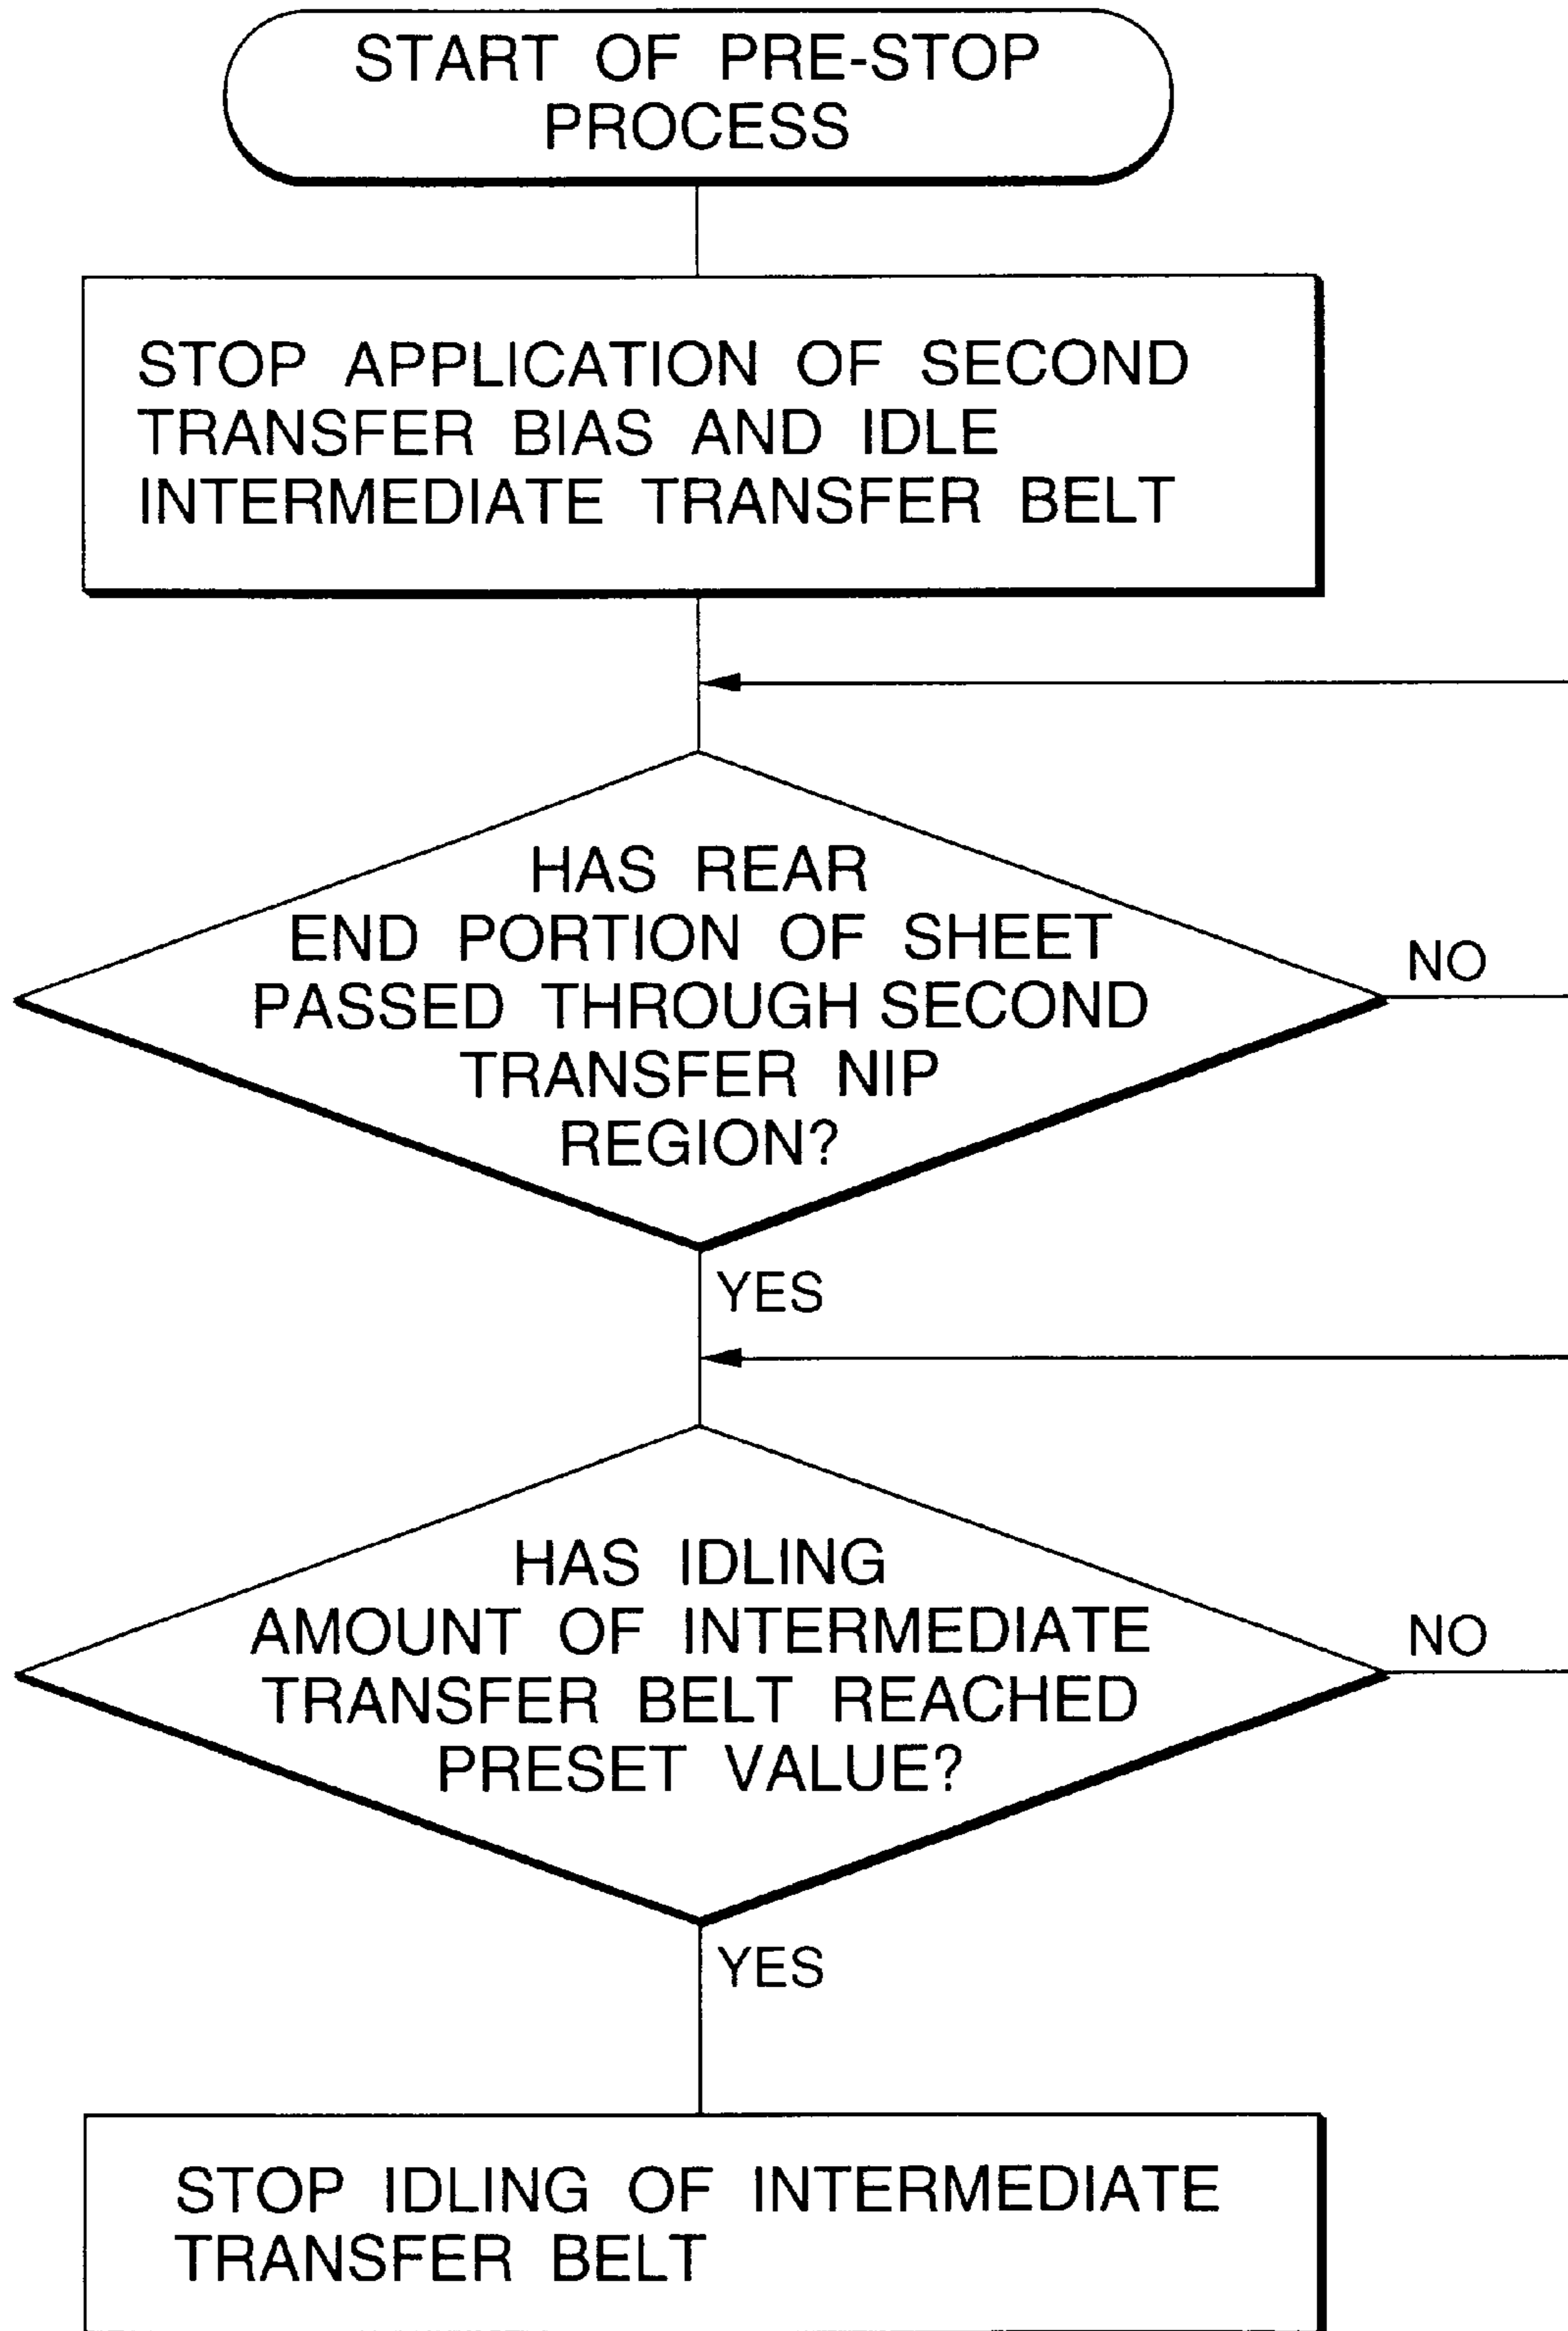 START OF PRE-STOP
PROCESS
STOP APPLICATION OF SECOND
TRANSFER BIAS AND IDLE
INTERMEDIATE TRANSFER BELT
HAS REAR
END PORTION OF SHEET
PASSED THROUGH SECOND
TRANSFER NIP
REGION?
NO
YES
HAS IDLING
AMOUNT OF INTERMEDIATE
TRANSFER BELT REACHED
PRESET VALUE?
NO
YES
STOP IDLING OF INTERMEDIATE
TRANSFER BELT